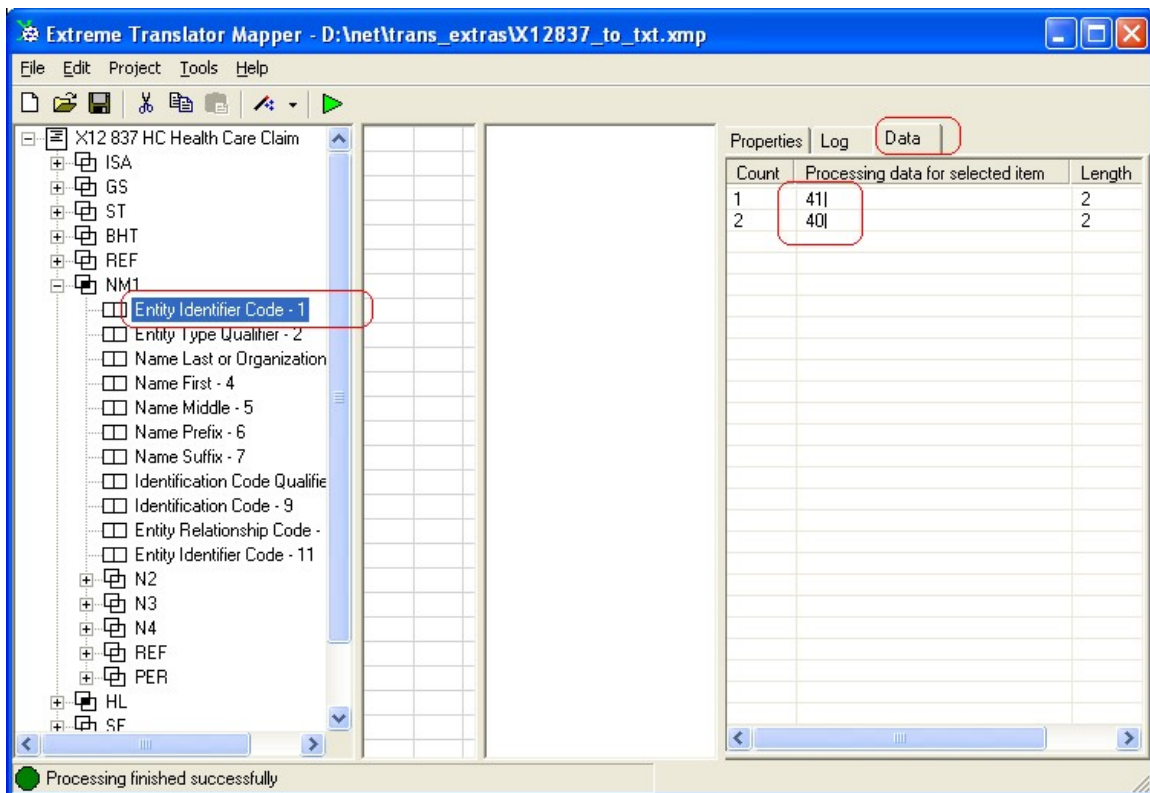 Extreme Translator Mapper - D:\net\trans_extras\X12837_to_txt.xmp
File Edit Project Tools Help
X12 837 HC Health Care Claim
ISA
GS
ST
BHT
REF
NM1
Entity Identifier Code - 1
Entity Type Qualifier - 2
Name Last or Organization
Name First - 4
Name Middle - 5
Name Prefix - 6
Name Suffix - 7
Identification Code Qualifie
Identification Code - 9
Entity Relationship Code -
Entity Identifier Code - 11
N2
N3
N4
REF
PER
HL
SE
Properties Log Data
Count Processing data for selected item Length
1 41| 2
2 40| 2
Processing finished successfully